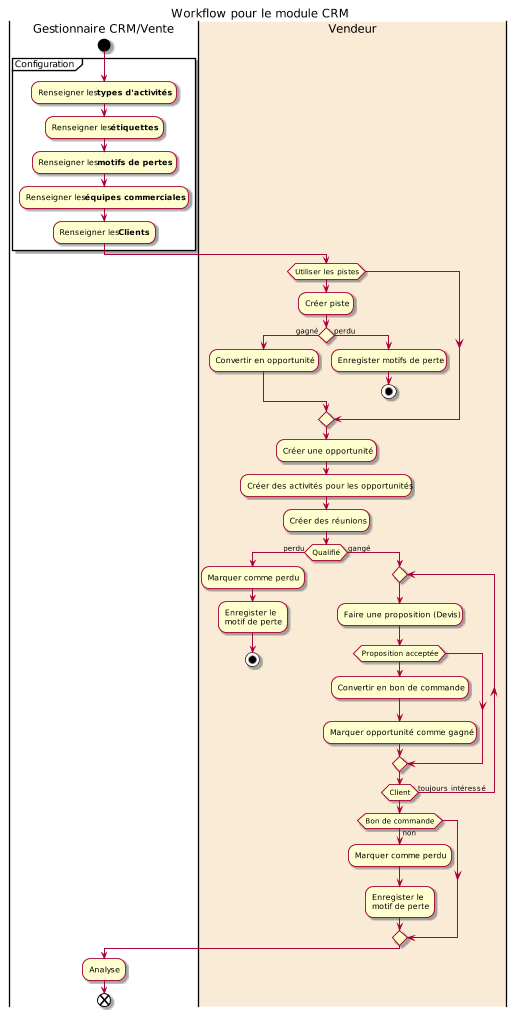 Workflow pour le module CRM
Gestionnaire CRM/Vente
Vendeur
Configuration
Renseigner les types d'activités
Renseigner les étiquettes
Renseigner les motifs de pertes
Renseigner les équipes commerciales
Renseigner les Clients
Utiliser les pistes
Créer piste
gagné
perdu
Convertir en opportunité
Enregister motifs de perte
Créer une opportunité
Créer des activités pour les opportunités
Créer des réunions
perdu
Qualifié
gangé
Marquer comme perdu
Enregister le
motif de perte
Faire une proposition (Devis)
Proposition acceptée
Convertir en bon de commande
Marquer opportunité comme gagné
Client
toujours intéressé
Bon de commande
non
Marquer comme perdu
Enregister le
motif de perte
Analyse